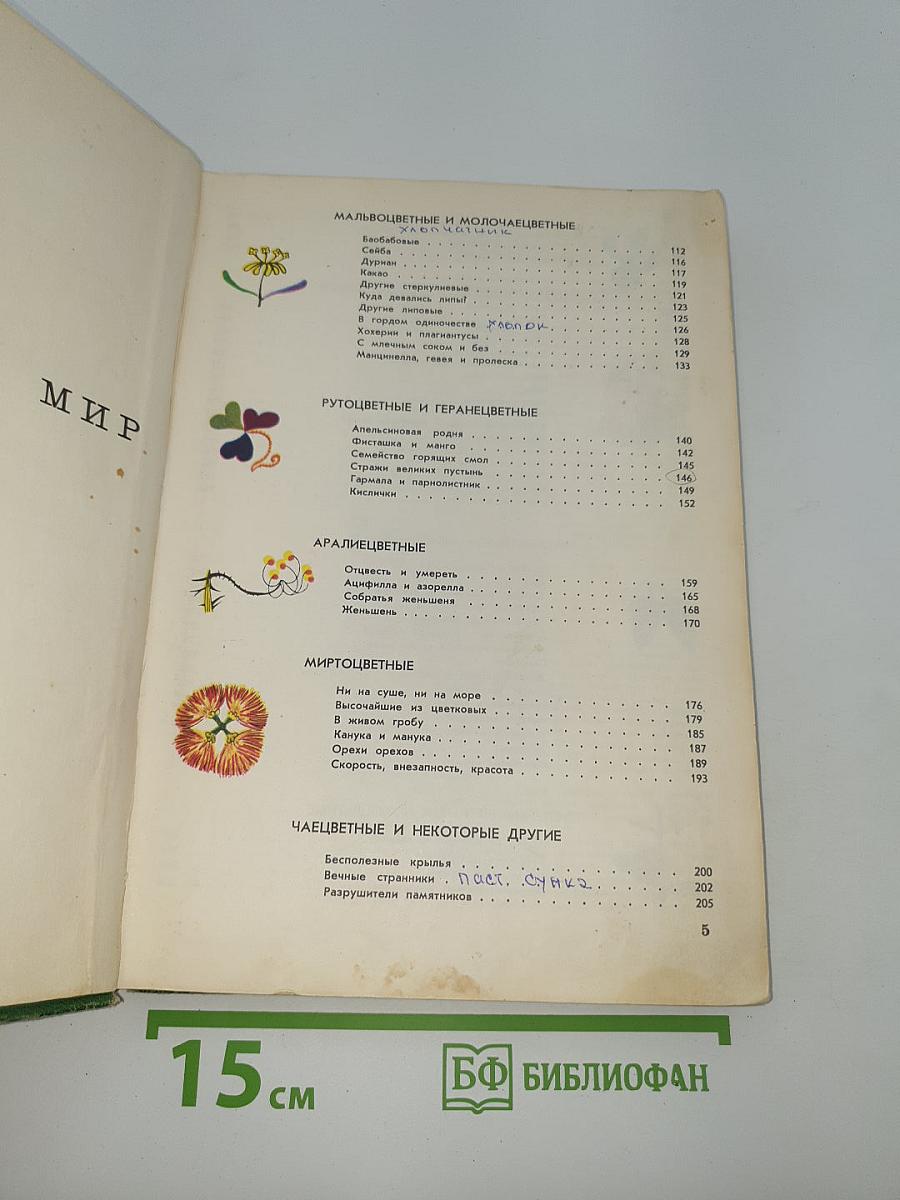 МИР
МАЛЬВОЦВЕТНЫЕ И МОЛОЧАЕЦВЕТНЫЕ
хлопчатник
Баобабовые . . . 112
Сейба . . . 116
Дуриан . . . 117
Какао . . . 119
Другие стеркулиевые . . . 121
Куда девались липы? . . . 123
Другие липовые . . . 125
В гордом одиночестве хлопок . . . 126
Хохерии и плагиантусы . . . 128
С млечным соком и без . . . 129
Манцинелла, гевея и пролеска . . . 133
РУТОЦВЕТНЫЕ И ГЕРАНЕЦВЕТНЫЕ
Апельсиновая родня . . . 140
Фисташка и манго . . . 142
Семейство горящих смол . . . 145
Стражи великих пустынь . . . 146
Гармала и парнолистник . . . 149
Кислички . . . 152
АРАЛИЕЦВЕТНЫЕ
Отцвесть и умереть . . . 159
Ацифилла и азорелла . . . 165
Собратья женьшеня . . . 168
Женьшень . . . 170
МИРТОЦВЕТНЫЕ
Ни на суше, ни на море . . . 176
Высочайшие из цветковых . . . 179
В живом гробу . . . 185
Канука и манука . . . 187
Орехи орехов . . . 189
Скорость, внезапность, красота . . . 193
ЧАЕЦВЕТНЫЕ И НЕКОТОРЫЕ ДРУГИЕ
Бесполезные крылья . . . 200
Вечные странники . паст. сумка . . . 202
Разрушители памятников . . . 205
5
15 см
БФ БИБЛИОФАН